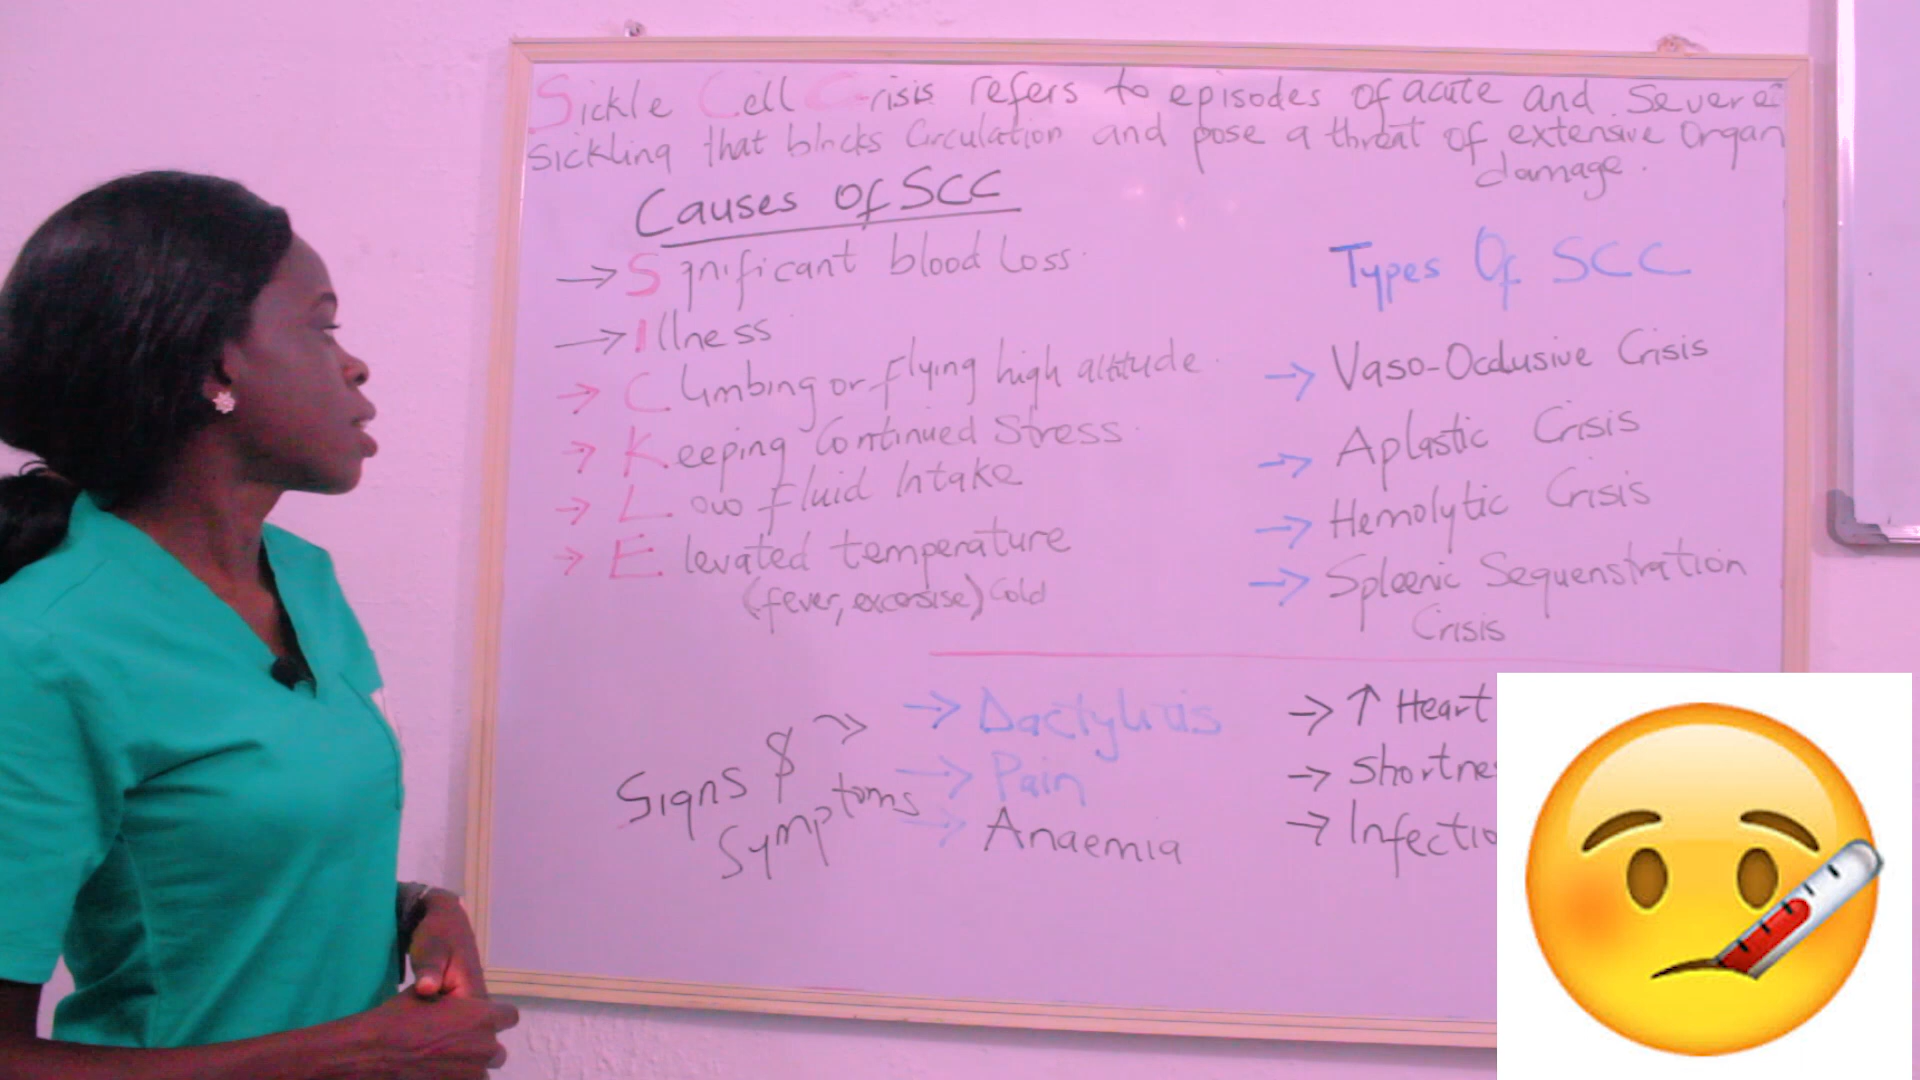 Sickle Cell Crisis refers to episodes of acute and Severe
Sickling that blocks Circulation and pose a threat of extensive Organ
damage.
Causes Of SCC
→ Significant blood Loss.
→ Illness
→ Climbing or flying high altitude.
→ Keeping Continued Stress.
→ Low fluid Intake
→ Elevated temperature
(fever, excersise) Cold
Types Of SCC
→ Vaso-Occlusive Crisis
→ Aplastic Crisis
→ Hemolytic Crisis
→ Spleenic Sequenstration
Crisis
Signs &
Symptoms
→ Dactylitis
→ Pain
→ Anaemia
→ ↑ Heart
→ Shortne
→ Infectio